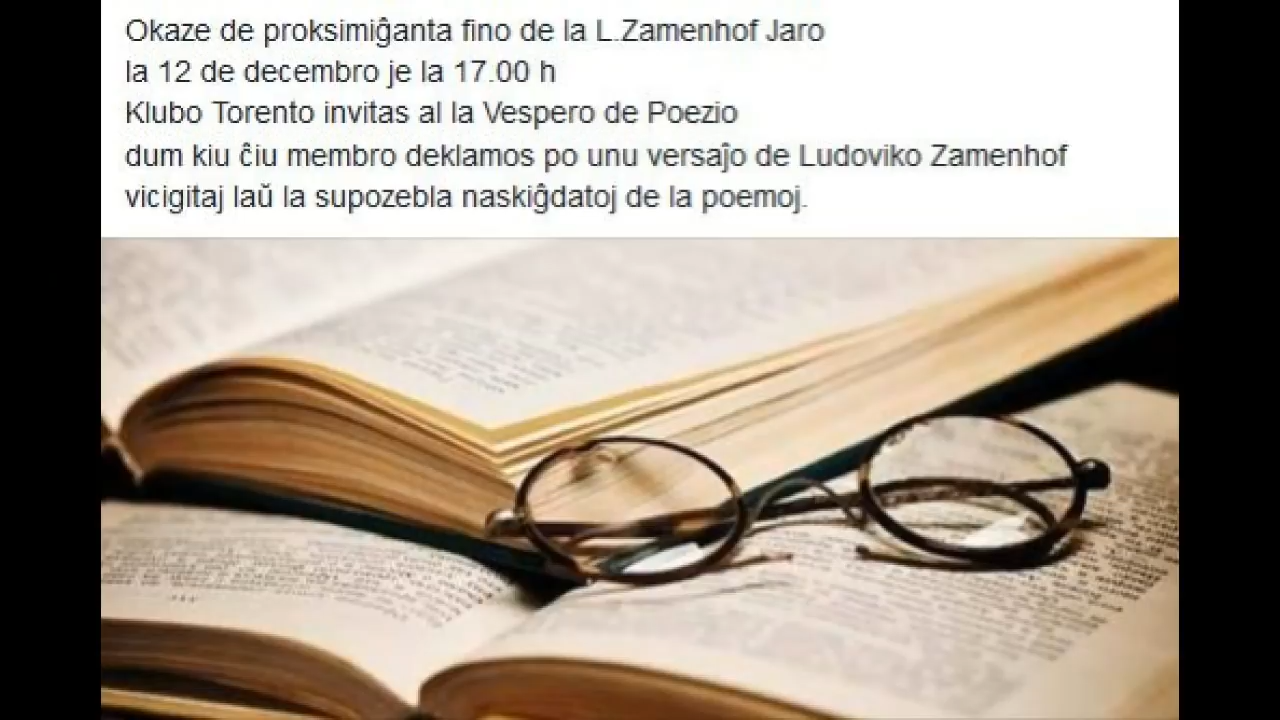 Okaze de proksimiĝanta fino de la L.Zamenhof Jaro
la 12 de decembro je la 17.00 h
Klubo Torento invitas al la Vespero de Poezio
dum kiu ĉiu membro deklamos po unu versaĵo de Ludoviko Zamenhof
vicigitaj laŭ la supozebla naskiĝdatoj de la poemoj.